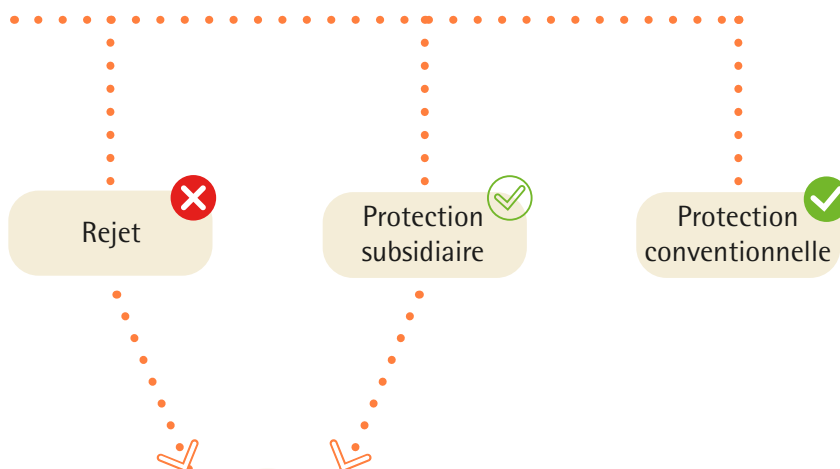 Rejet
Protection
subsidiaire
Protection
conventionnelle